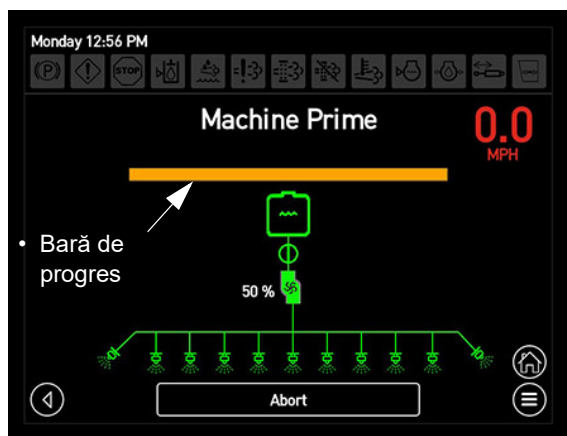 Monday 12:56 PM
STOP
Machine Prime
0.0
MPH
• Bară de
progres
50 %
Abort